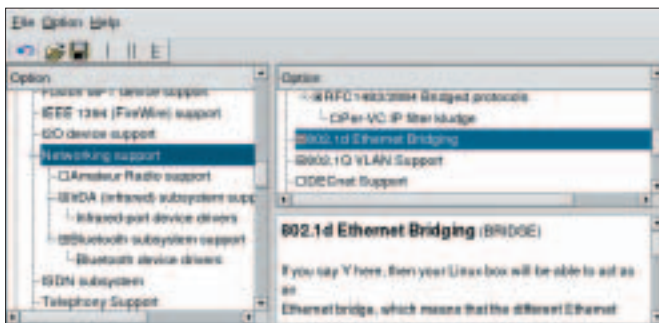 File Option Help
Option
Fusion MPT device support
IEEE 1394 (FireWire) support
I2O device support
Networking support
Amateur Radio support
IrDA (infrared) subsystem supp
Infrared-port device drivers
Bluetooth subsystem support
Bluetooth device drivers
ISDN subsystem
Telephony Support
Option
RFC1483/2684 Bridged protocols
Per-VC IP filter kludge
802.1d Ethernet Bridging
802.1Q VLAN Support
DECnet Support
802.1d Ethernet Bridging (BRIDGE)
If you say Y here, then your Linux box will be able to act as
an
Ethernet bridge, which means that the different Ethernet